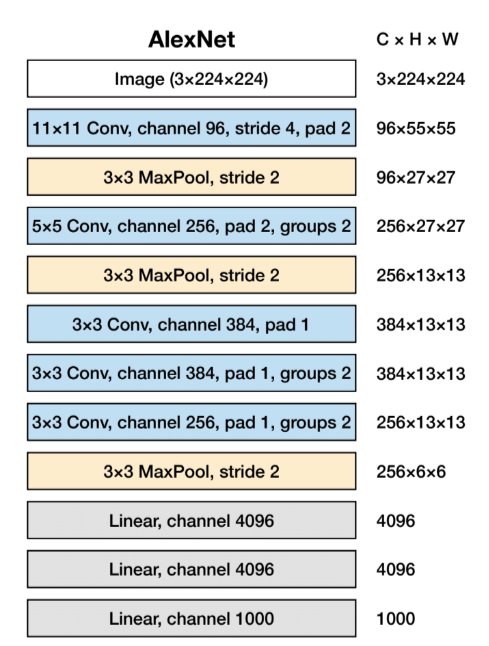 AlexNet C × H × W
Image (3×224×224) 3×224×224
11×11 Conv, channel 96, stride 4, pad 2 96×55×55
3×3 MaxPool, stride 2 96×27×27
5×5 Conv, channel 256, pad 2, groups 2 256×27×27
3×3 MaxPool, stride 2 256×13×13
3×3 Conv, channel 384, pad 1 384×13×13
3×3 Conv, channel 384, pad 1, groups 2 384×13×13
3×3 Conv, channel 256, pad 1, groups 2 256×13×13
3×3 MaxPool, stride 2 256×6×6
Linear, channel 4096 4096
Linear, channel 4096 4096
Linear, channel 1000 1000